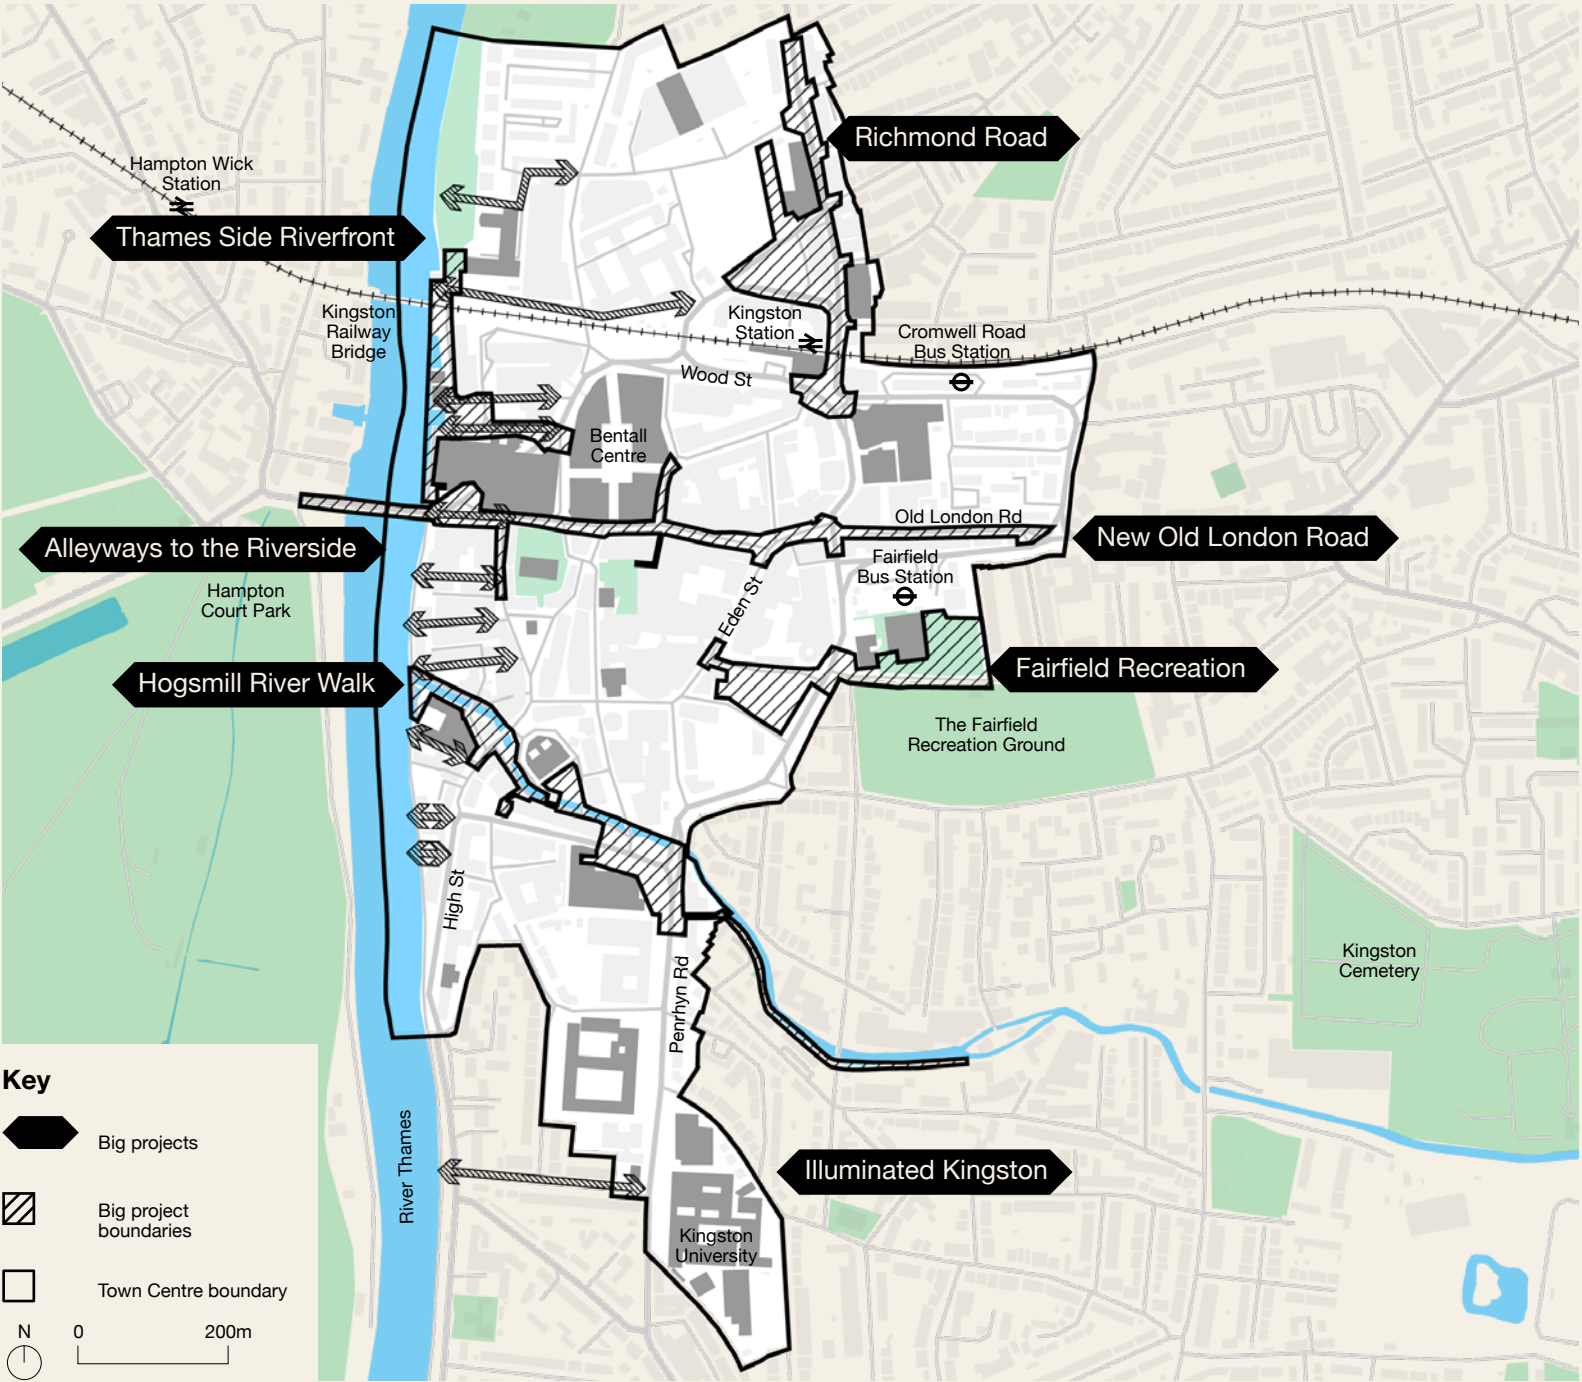 Richmond Road
Hampton Wick
Station
Thames Side Riverfront
Kingston
Railway
Bridge
Kingston
Station
Cromwell Road
Bus Station
Wood St
Bentall
Centre
Old London Rd
New Old London Road
Alleyways to the Riverside
Fairfield
Bus Station
Hampton
Court Park
Eden St
Fairfield Recreation
Hogsmill River Walk
The Fairfield
Recreation Ground
High St
Kingston
Cemetery
Penrhyn Rd
Key
Big projects
River Thames
Illuminated Kingston
Big project
boundaries
Kingston
University
Town Centre boundary
N
0
200m